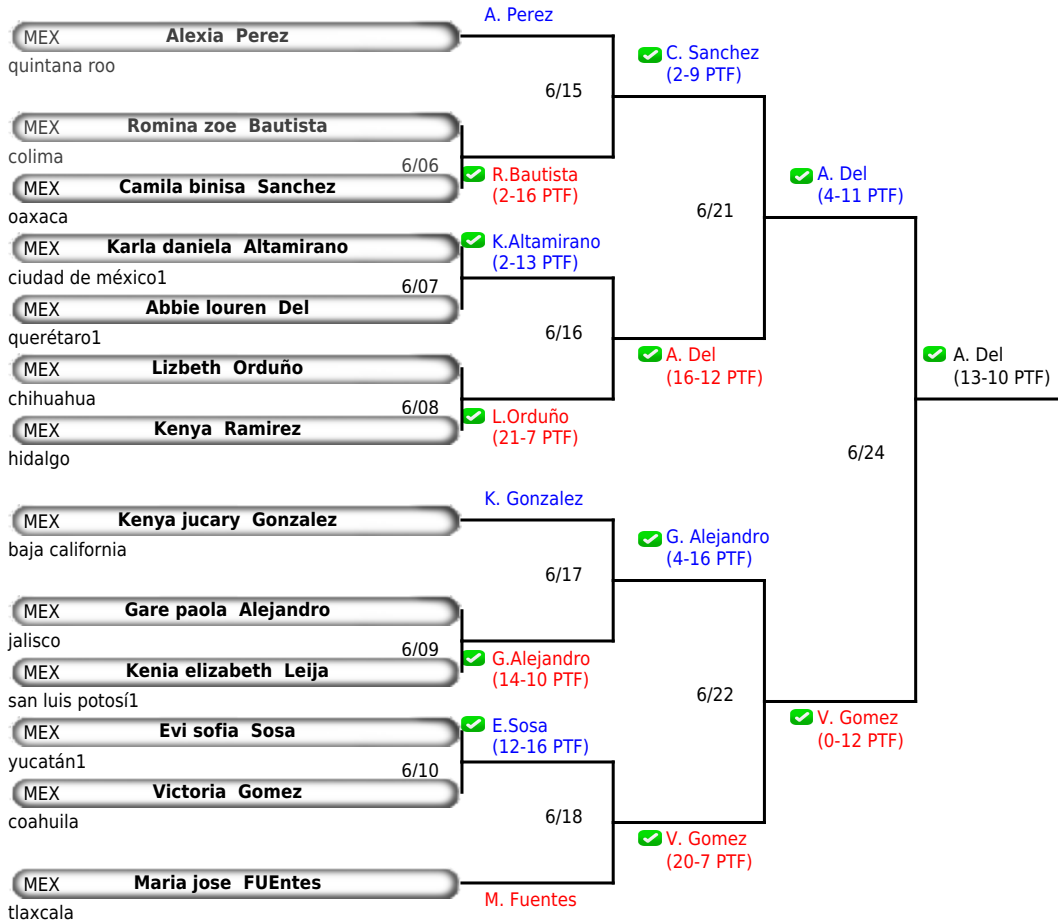 A. Perez
MEX Alexia Perez
quintana roo
C. Sanchez
(2-9 PTF)
6/15
MEX Romina zoe Bautista
colima
6/06
R.Bautista
(2-16 PTF)
MEX Camila binisa Sanchez
oaxaca
A. Del
(4-11 PTF)
6/21
MEX Karla daniela Altamirano
ciudad de méxico1
K.Altamirano
(2-13 PTF)
6/07
MEX Abbie louren Del
querétaro1
6/16
A. Del
(16-12 PTF)
MEX Lizbeth Orduño
chihuahua
6/08
L.Orduño
(21-7 PTF)
MEX Kenya Ramirez
hidalgo
A. Del
(13-10 PTF)
6/24
K. Gonzalez
MEX Kenya jucary Gonzalez
baja california
G. Alejandro
(4-16 PTF)
6/17
MEX Gare paola Alejandro
jalisco
6/09
G.Alejandro
(14-10 PTF)
MEX Kenia elizabeth Leija
san luis potosí1
6/22
V. Gomez
(0-12 PTF)
MEX Evi sofia Sosa
yucatán1
E.Sosa
(12-16 PTF)
6/10
MEX Victoria Gomez
coahuila
6/18
V. Gomez
(20-7 PTF)
MEX Maria jose FUEntes
tlaxcala
M. Fuentes